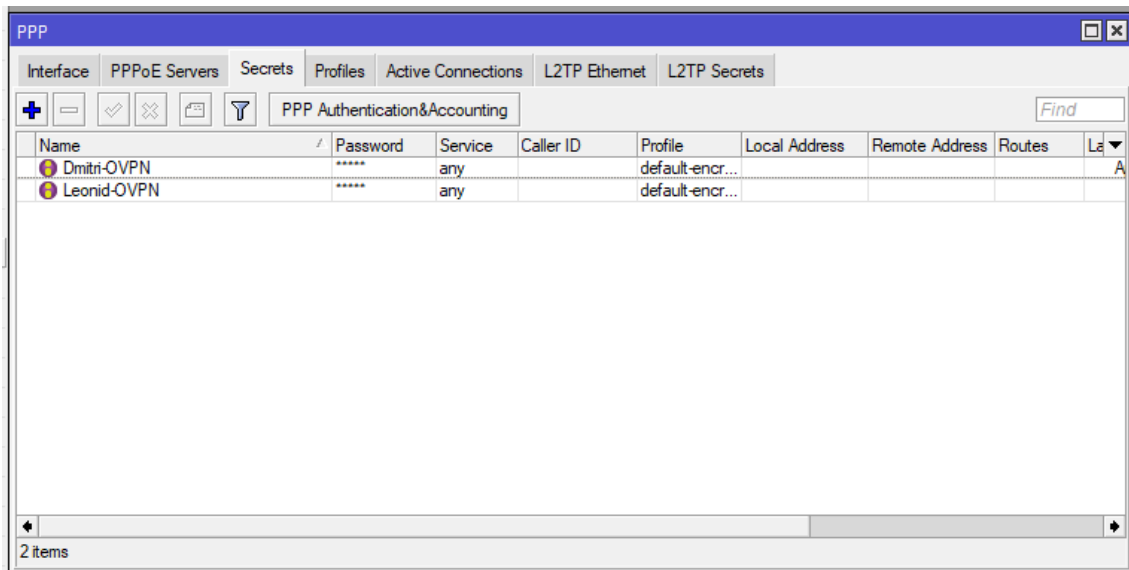 PPP
Interface PPPoE Servers Secrets Profiles Active Connections L2TP Ethernet L2TP Secrets
PPP Authentication&Accounting Find
Name Password Service Caller ID Profile Local Address Remote Address Routes La
Dmitri-OVPN ***** any default-encr... A
Leonid-OVPN ***** any default-encr...
2 items